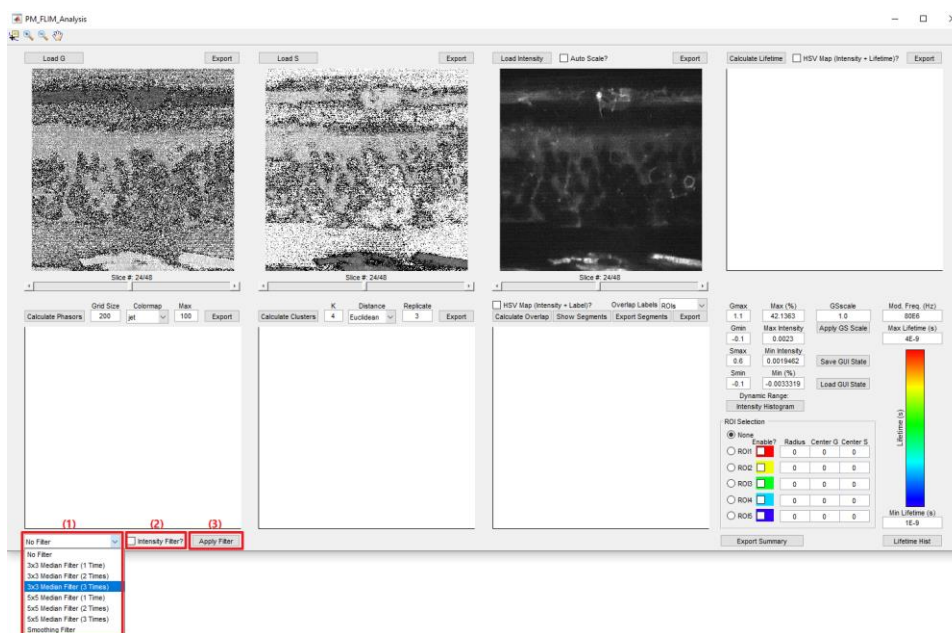 PM_FLIM_Analysis
Load G Export
Load S Export
Load Intensity Auto Scale? Export
Calculate Lifetime HSV Map (Intensity + Lifetime)? Export
Slice #: 24/48
Slice #: 24/48
Slice #: 24/48
Grid Size Colormap Max
Calculate Phasors 200 jet 100 Export
K Distance Replicate
Calculate Clusters 4 Euclidean 3 Export
HSV Map (Intensity + Label)? Overlap Labels ROIs
Calculate Overlap Show Segments Export Segments Export
Gmax Max (%) GSscale Mod. Freq. (Hz)
1.1 42.1363 1.0 80E6
Gmin Max Intensity Apply GS Scale Max Lifetime (s)
-0.1 0.0023 4E-9
Smax Min Intensity
0.6 0.0019462 Save GUI State
Smin Min (%)
-0.1 -0.0033319 Load GUI State
Dynamic Range:
Intensity Histogram
Lifetime (s)
ROI Selection
None
Enable? Radius Center G Center S
ROI1 0 0 0
ROI2 0 0 0
ROI3 0 0 0
ROI4 0 0 0
ROI5 0 0 0
Min Lifetime (s)
1E-9
Export Summary Lifetime Hist
(1) (2) (3)
No Filter Intensity Filter? Apply Filter
No Filter
3x3 Median Filter (1 Time)
3x3 Median Filter (2 Times)
3x3 Median Filter (3 Times)
5x5 Median Filter (1 Time)
5x5 Median Filter (2 Times)
5x5 Median Filter (3 Times)
Smoothing Filter